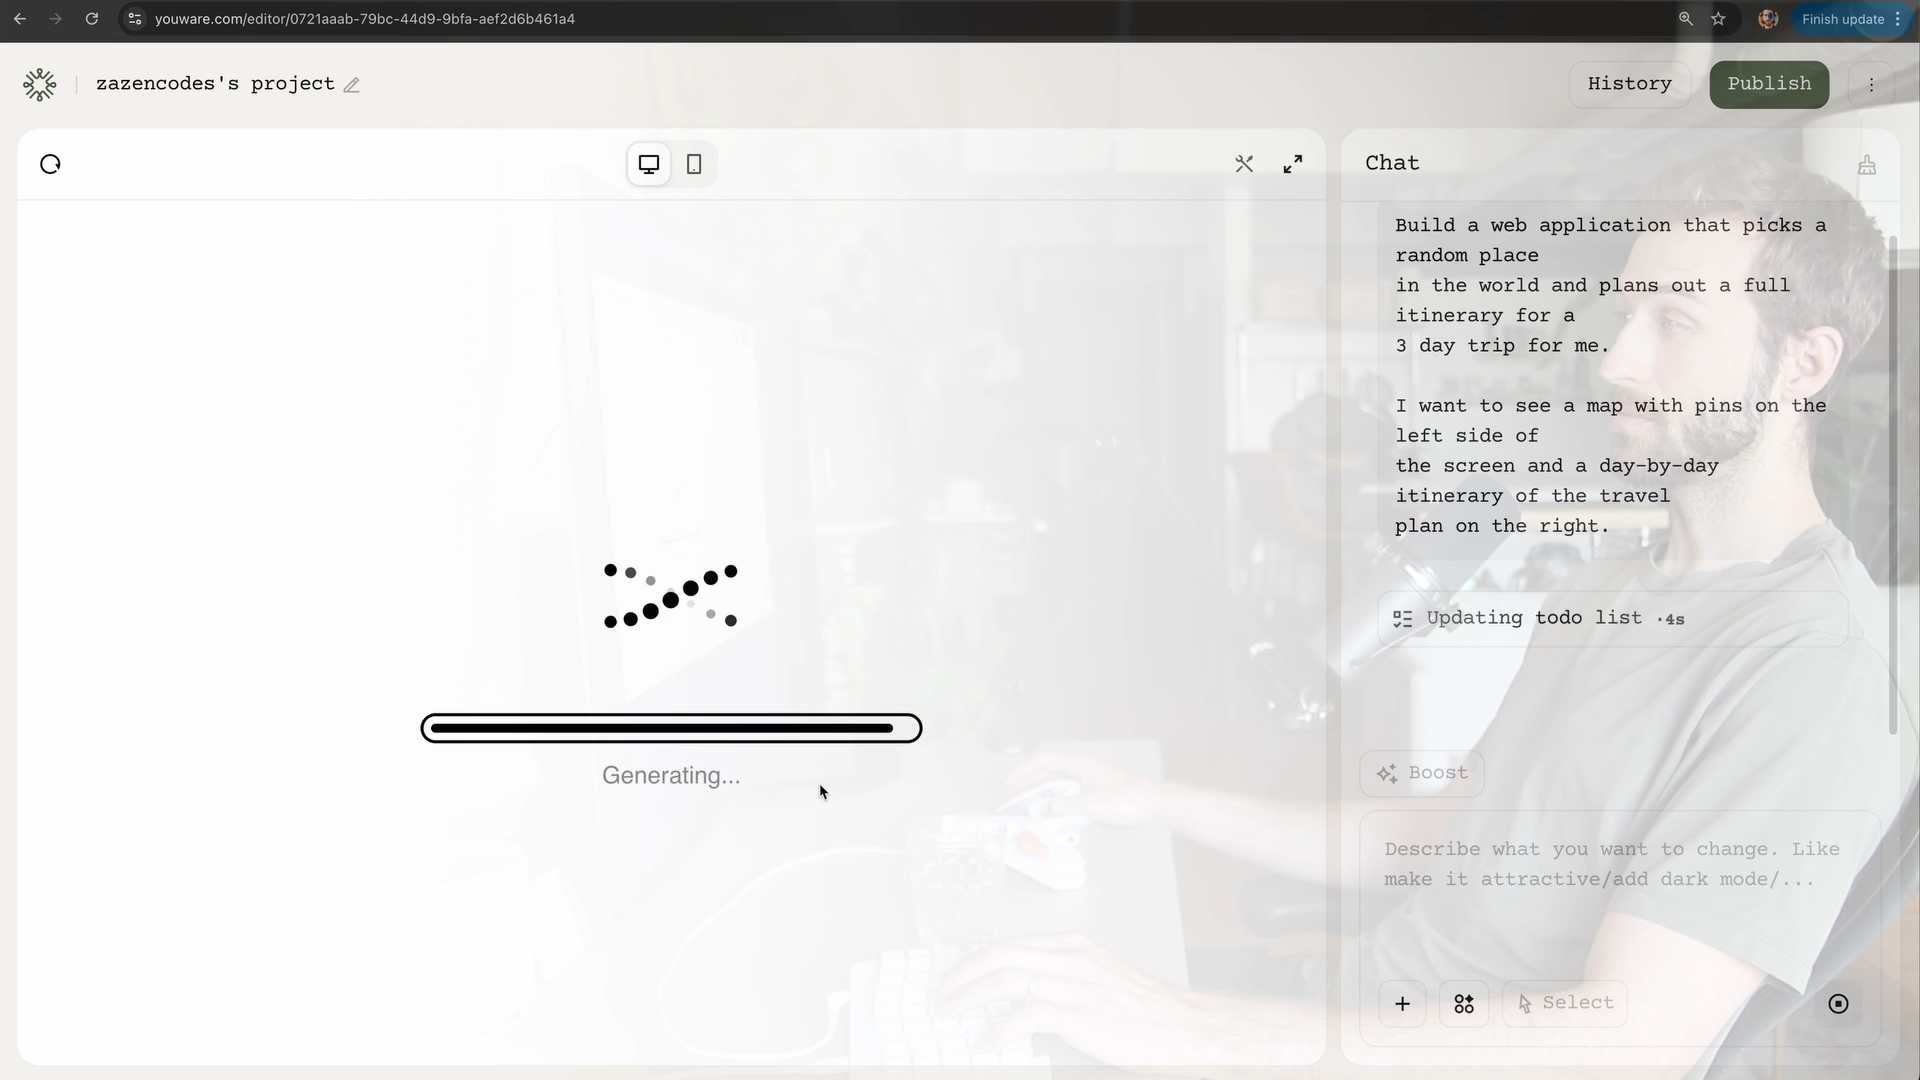 youware.com/editor/0721aaab-79bc-44d9-9bfa-aef2d6b461a4
Finish update
zazencodes's project
History
Publish
Chat
Build a web application that picks a
random place
in the world and plans out a full
itinerary for a
3 day trip for me.
I want to see a map with pins on the
left side of
the screen and a day-by-day
itinerary of the travel
plan on the right.
Updating todo list ·4s
Generating...
Boost
Describe what you want to change. Like
make it attractive/add dark mode/...
Select